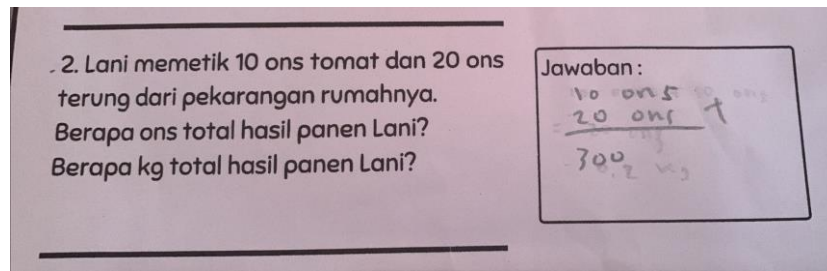 2. Lani memetik 10 ons tomat dan 20 ons
terung dari pekarangan rumahnya.
Berapa ons total hasil panen Lani?
Berapa kg total hasil panen Lani?
Jawaban :
10 ons
20 ons +
300